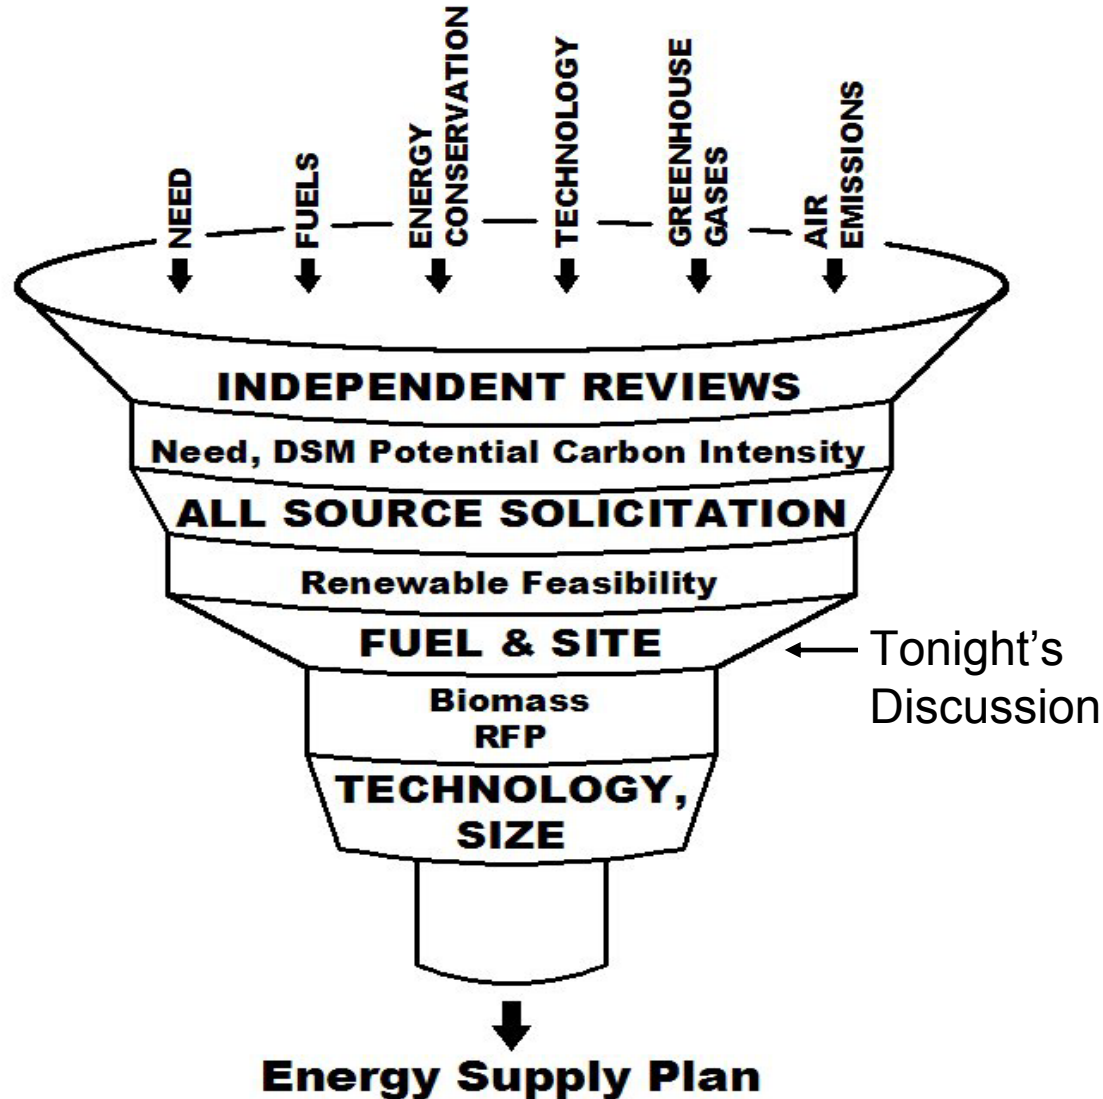 NEED
FUELS
ENERGY
CONSERVATION
TECHNOLOGY
GREENHOUSE
GASES
AIR
EMISSIONS
INDEPENDENT REVIEWS
Need, DSM Potential Carbon Intensity
ALL SOURCE SOLICITATION
Renewable Feasibility
FUEL & SITE
Tonight's
Discussion
Biomass
RFP
TECHNOLOGY,
SIZE
Energy Supply Plan